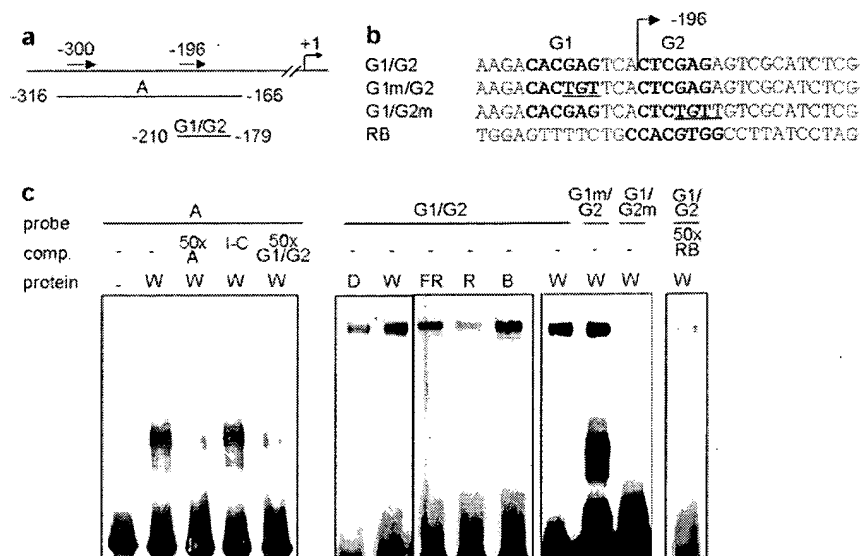 a
-300
-196
+1
A
-316
-166
G1/G2
-210
-179
b
-196
G1
G2
G1/G2 AAGACACGAGTCACTCGAGAGTCGCATCTCG
G1m/G2 AAGACACTGTTCACTCGAGAGTCGCATCTCG
G1/G2m AAGACACGAGTCACTCTGTTGTCGCATCTCG
RB TGGAGTTTTCTGCCACGTGGCCTTATCCTAG
c
probe A G1/G2 G1m/G2 G1/G2m G1/G2
comp. - - 50x A I-C 50x G1/G2 - - - - - - - - 50x RB
protein - W W W W D W FR R B W W W W